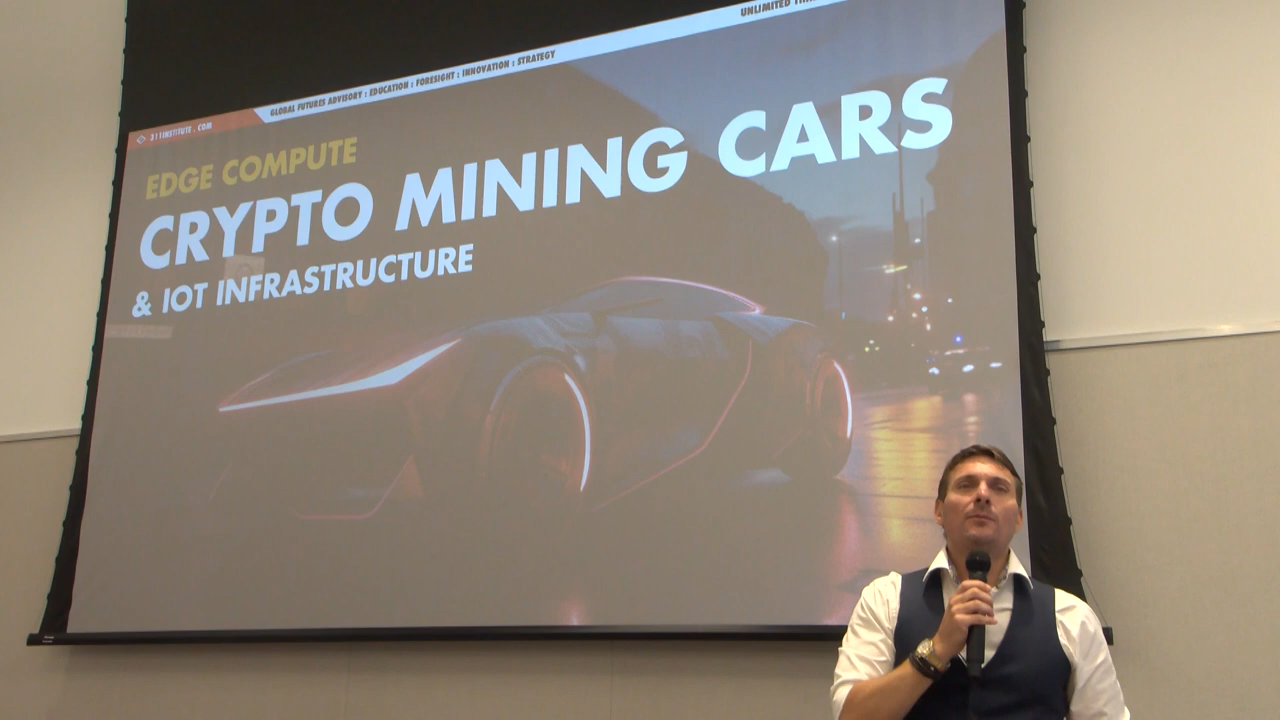 UNLIMITED
311INSTITUTE . COM
GLOBAL FUTURES ADVISORY : EDUCATION : FORESIGHT : INNOVATION : STRATEGY
EDGE COMPUTE
CRYPTO MINING CARS
& IOT INFRASTRUCTURE